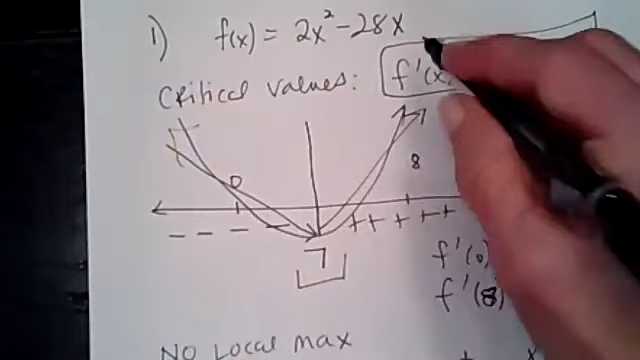 1) f(x) = 2x² - 28x
Critical values: f'(x)
8
0
- - - - + + + + +
7
f'(0)
f'(8)
NO Local max
+ x